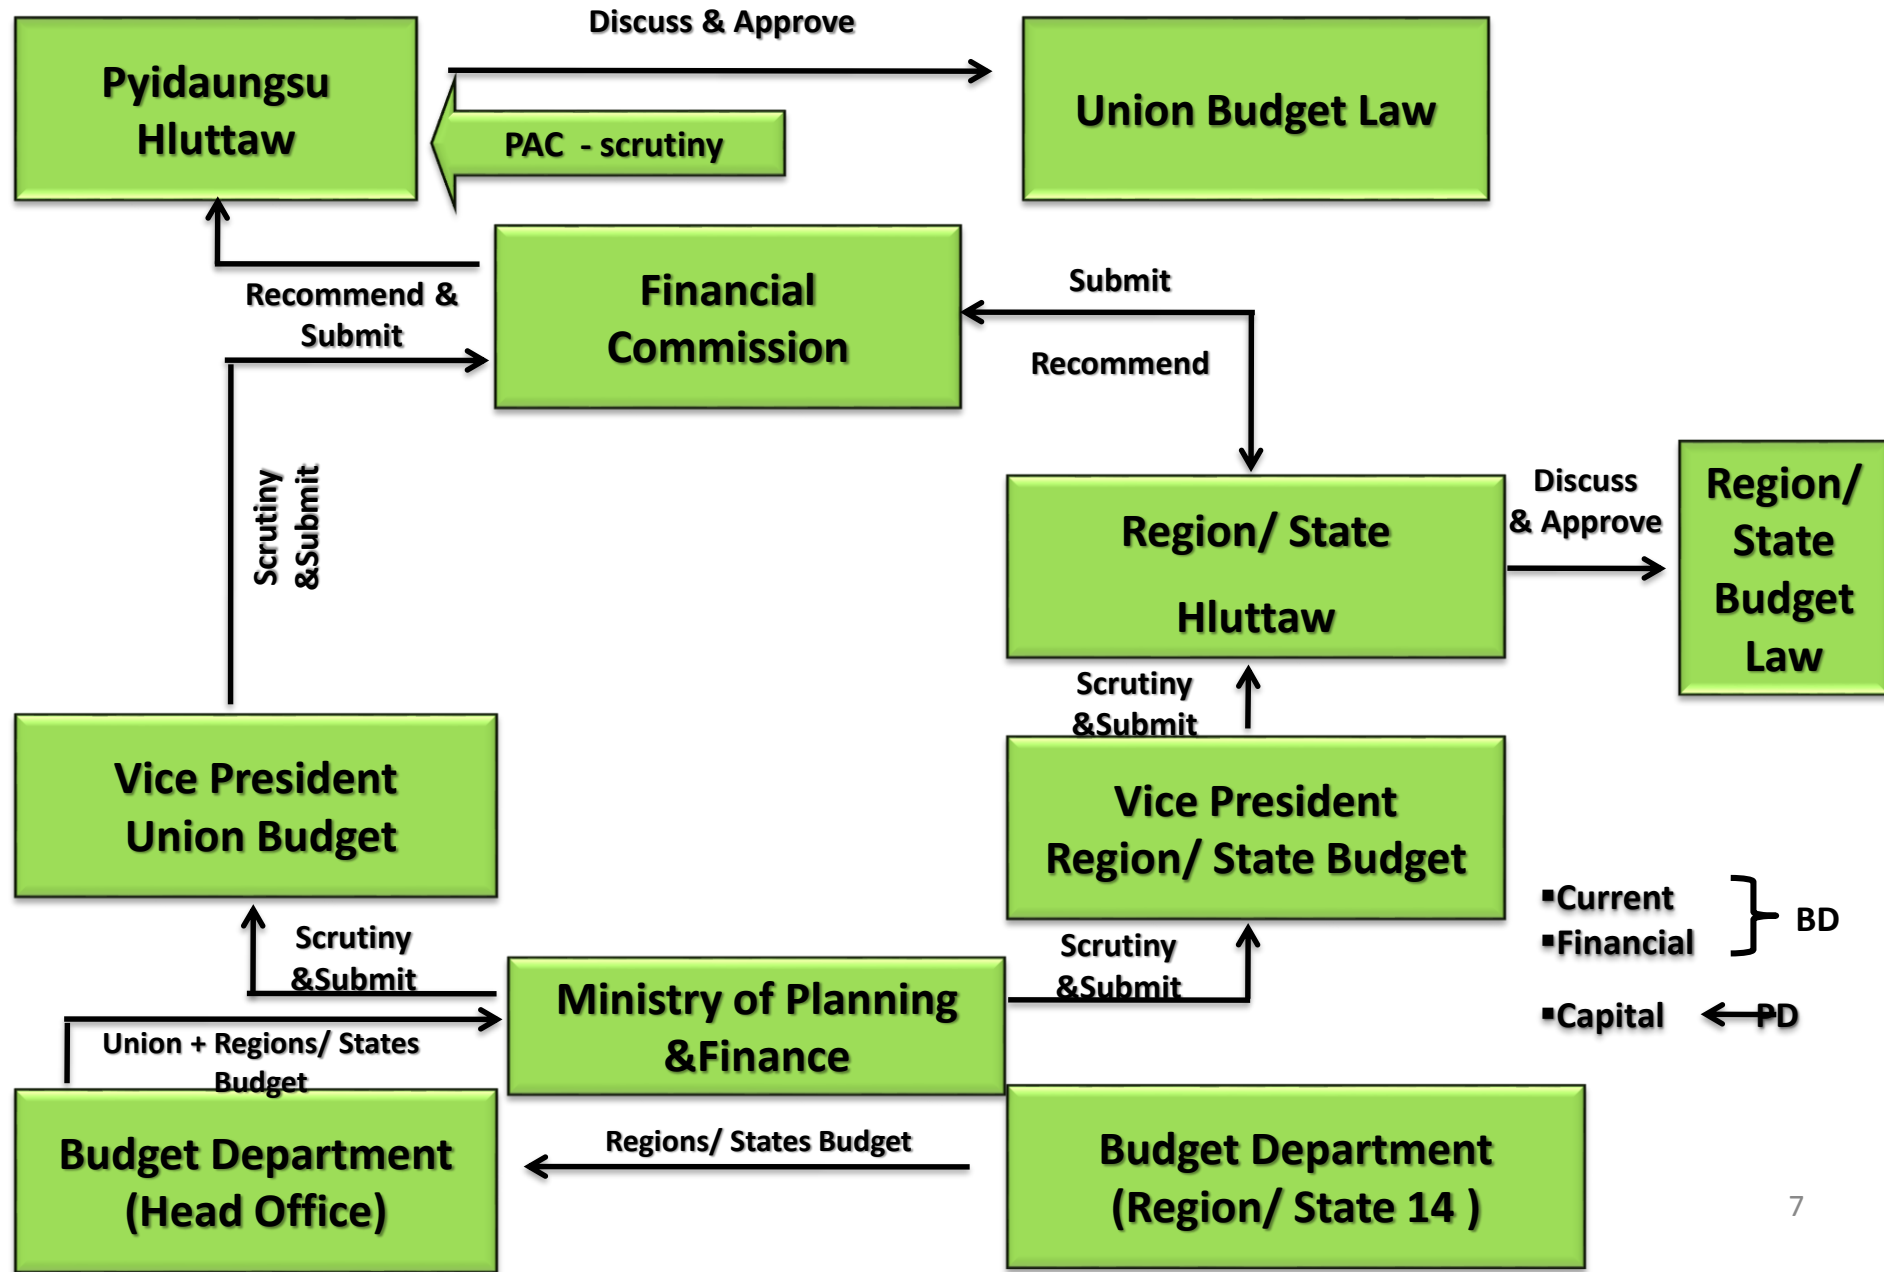 Discuss & Approve
Pyidaungsu
Hluttaw
PAC - scrutiny
Union Budget Law
Financial
Commission
Recommend &
Submit
Submit
Recommend
Scrutiny
&Submit
Region/ State
Hluttaw
Discuss
& Approve
Region/
State
Budget
Law
Scrutiny
&Submit
Vice President
Union Budget
Vice President
Region/ State Budget
▪Current
▪Financial
BD
▪Capital
PD
Scrutiny
&Submit
Ministry of Planning
&Finance
Scrutiny
&Submit
Union + Regions/ States
Budget
Budget Department
(Head Office)
Regions/ States Budget
Budget Department
(Region/ State 14 )
7